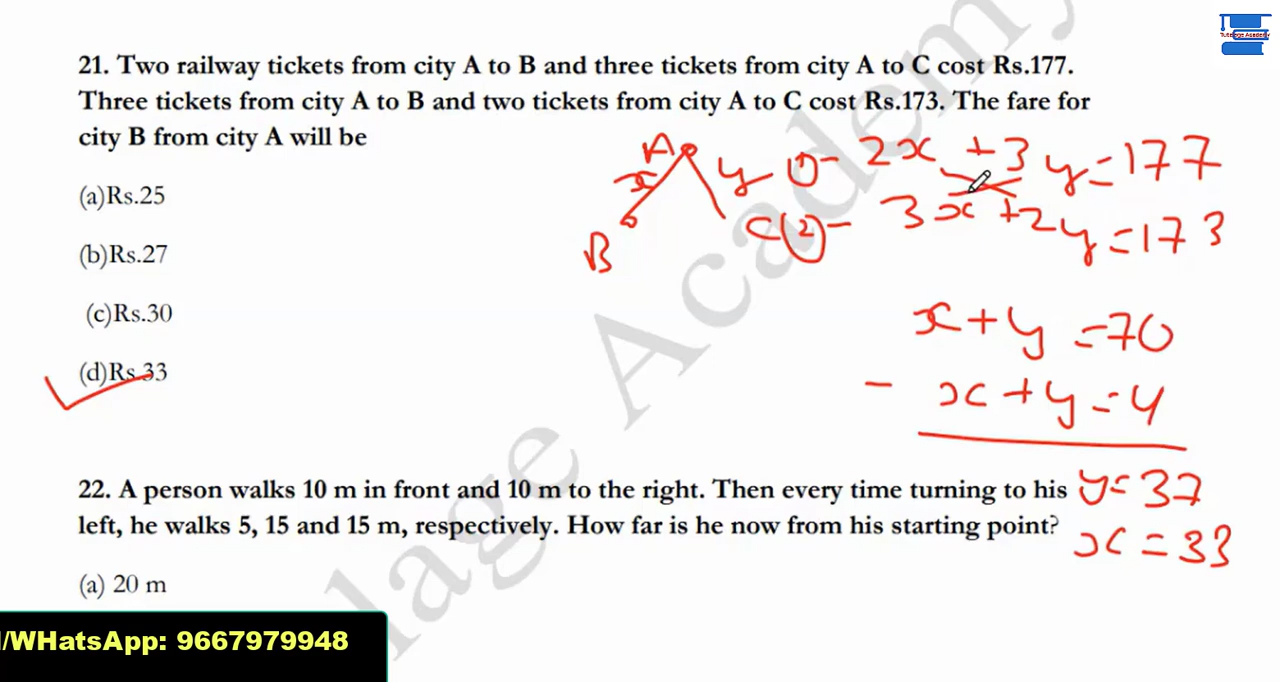 21. Two railway tickets from city A to B and three tickets from city A to C cost Rs.177.
Three tickets from city A to B and two tickets from city A to C cost Rs.173. The fare for
city B from city A will be
(a)Rs.25
(b)Rs.27
(c)Rs.30
(d)Rs.33
A
x
y
B
C
①- 2x +3y=177
②- 3x+2y=173
x+y =70
- x+y=4
y=37
x=33
22. A person walks 10 m in front and 10 m to the right. Then every time turning to his
left, he walks 5, 15 and 15 m, respectively. How far is he now from his starting point?
(a) 20 m
/WHatsApp: 9667979948
lage Academy